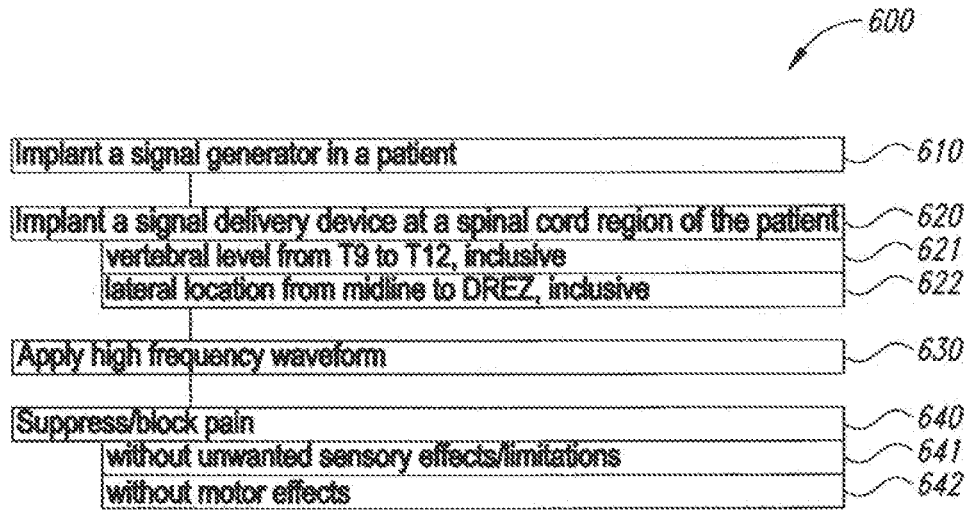 600
Implant a signal generator in a patient 610
Implant a signal delivery device at a spinal cord region of the patient 620
vertebral level from T9 to T12, inclusive 621
lateral location from midline to DREZ, inclusive 622
Apply high frequency waveform 630
Suppress/block pain 640
without unwanted sensory effects/limitations 641
without motor effects 642